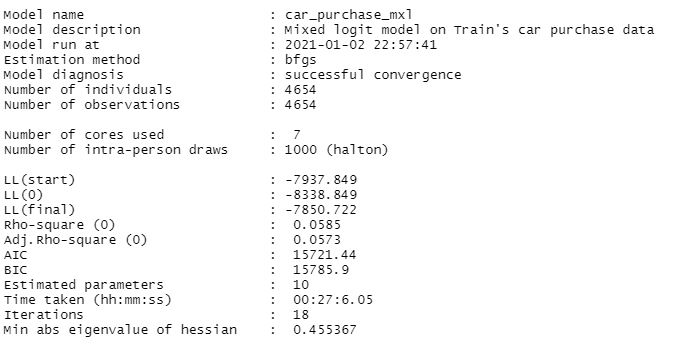 Model name : car_purchase_mxl
Model description : Mixed logit model on Train's car purchase data
Model run at : 2021-01-02 22:57:41
Estimation method : bfgs
Model diagnosis : successful convergence
Number of individuals : 4654
Number of observations : 4654
Number of cores used : 7
Number of intra-person draws : 1000 (halton)
LL(start) : -7937.849
LL(0) : -8338.849
LL(final) : -7850.722
Rho-square (0) : 0.0585
Adj.Rho-square (0) : 0.0573
AIC : 15721.44
BIC : 15785.9
Estimated parameters : 10
Time taken (hh:mm:ss) : 00:27:6.05
Iterations : 18
Min abs eigenvalue of hessian : 0.455367